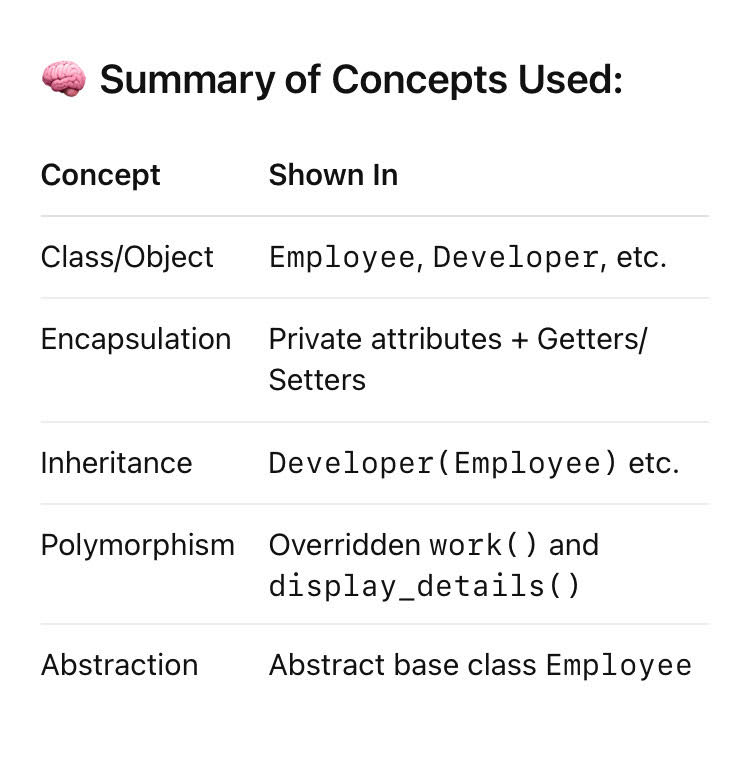 🧠 Summary of Concepts Used:
Concept Shown In
Class/Object Employee, Developer, etc.
Encapsulation Private attributes + Getters/
Setters
Inheritance Developer(Employee) etc.
Polymorphism Overridden work() and
display_details()
Abstraction Abstract base class Employee